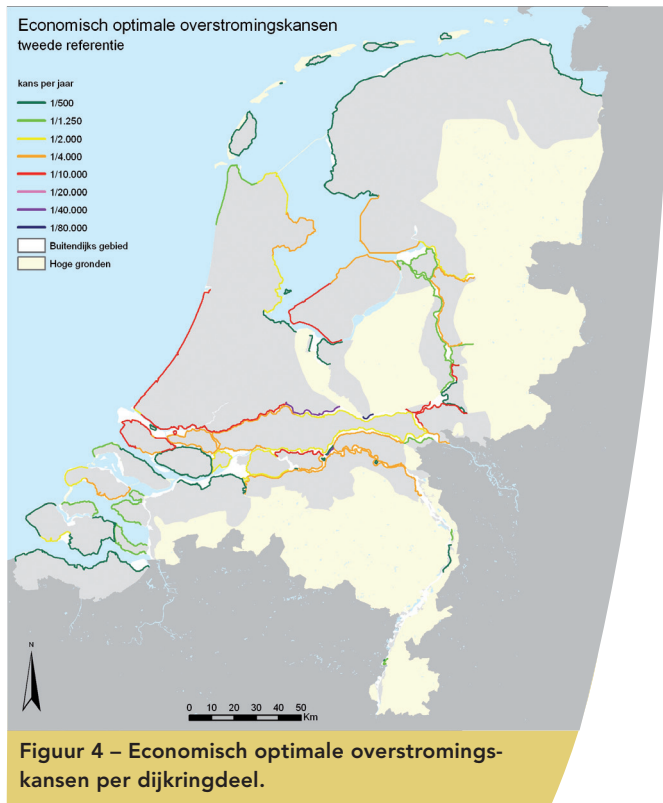 Economisch optimale overstromingskansen
tweede referentie
kans per jaar
1/500
1/1.250
1/2.000
1/4.000
1/10.000
1/20.000
1/40.000
1/80.000
Buitendijks gebied
Hoge gronden
N
0 10 20 30 40 50
Km
Figuur 4 – Economisch optimale overstromings-
kansen per dijkringdeel.